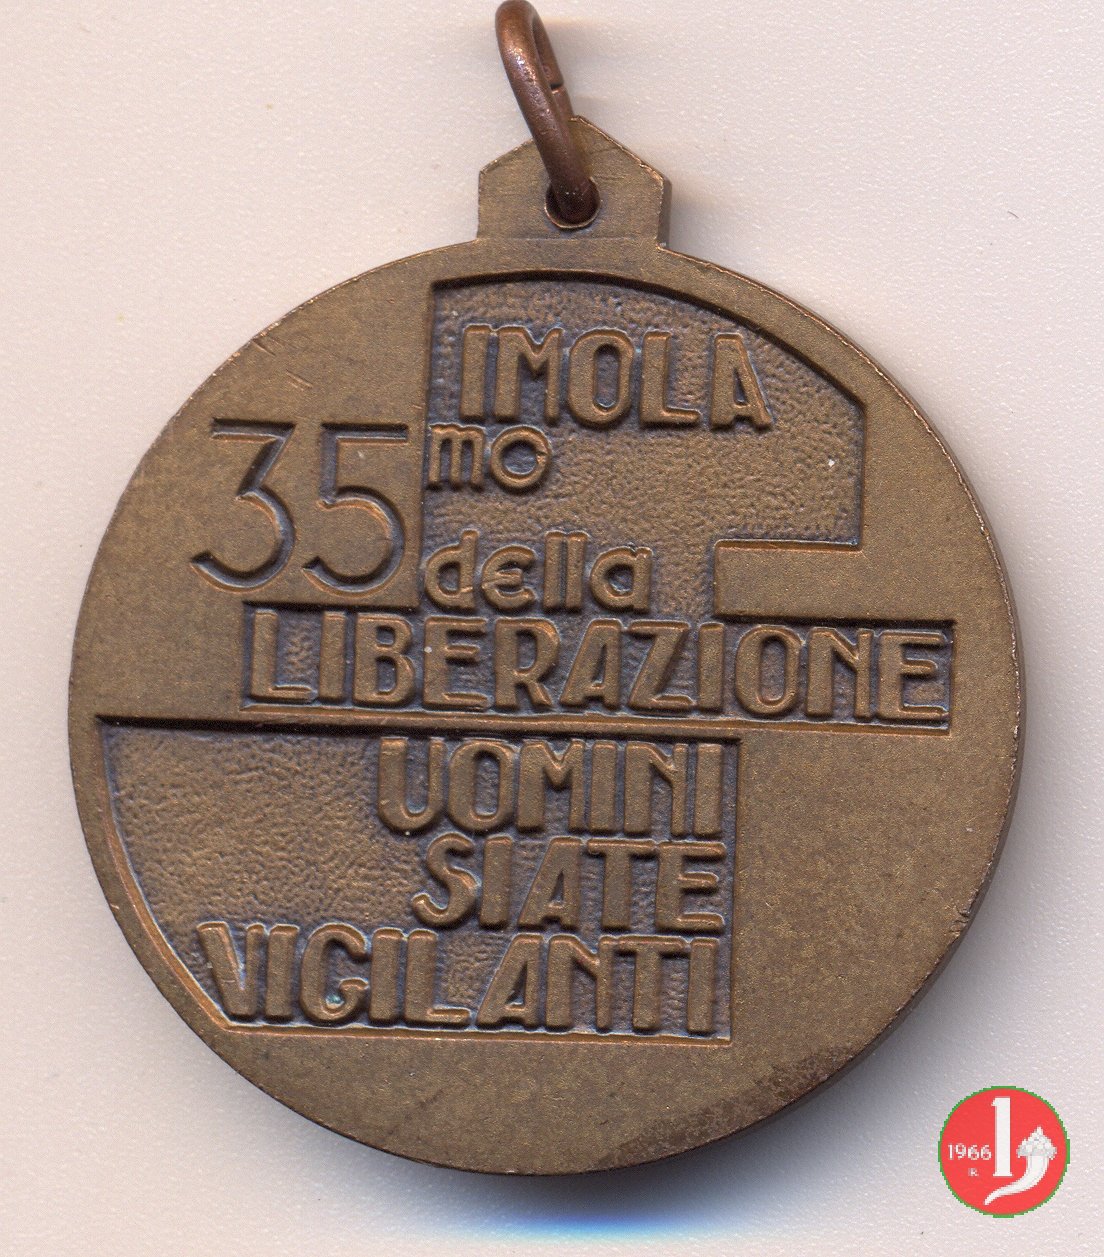 IMOLA
35mo
della
LIBERAZIONE
UOMINI
SIATE
VIGILANTI
1966
R.